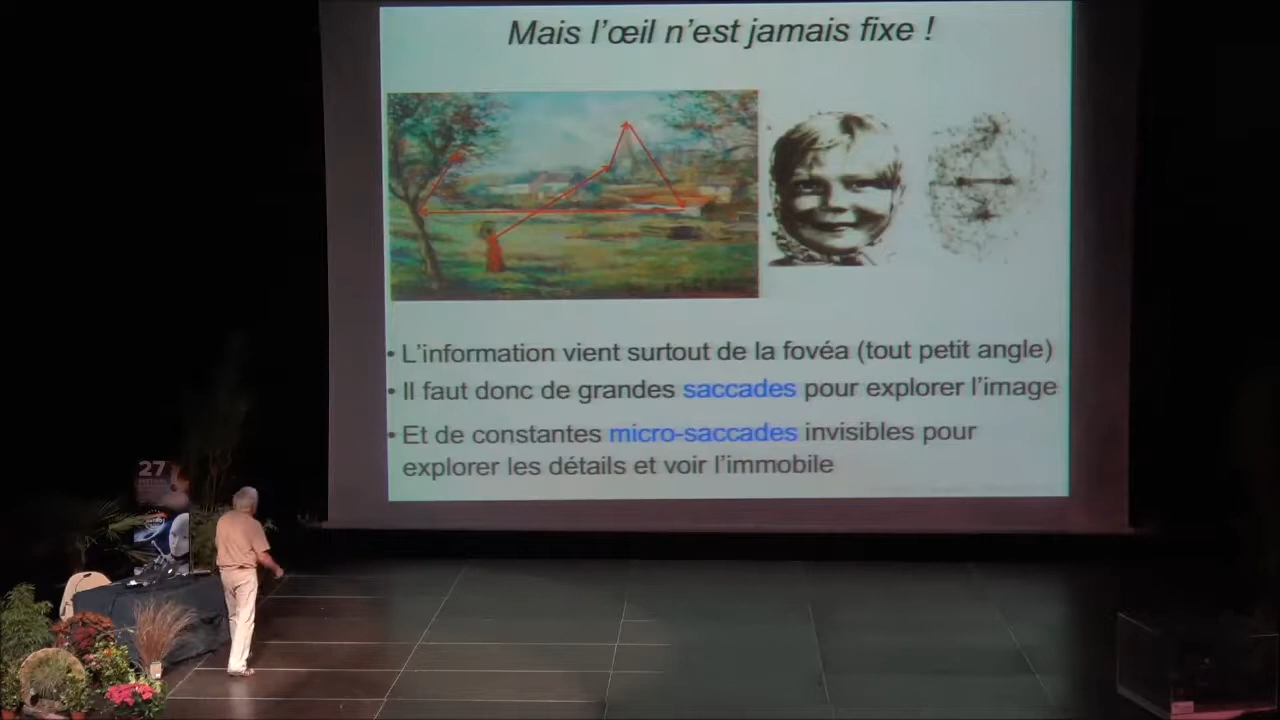 Mais l'œil n'est jamais fixe !
• L'information vient surtout de la fovéa (tout petit angle)
• Il faut donc de grandes saccades pour explorer l'image
• Et de constantes micro-saccades invisibles pour
explorer les détails et voir l'immobile
27